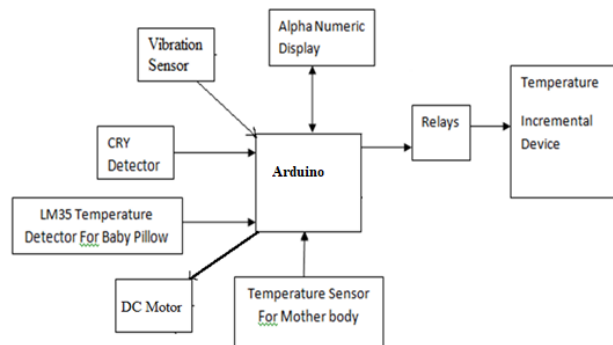 Vibration
Sensor
Alpha Numeric
Display
Temperature
Incremental
Device
Relays
CRY
Detector
Arduino
LM35 Temperature
Detector For Baby Pillow
DC Motor
Temperature Sensor
For Mother body